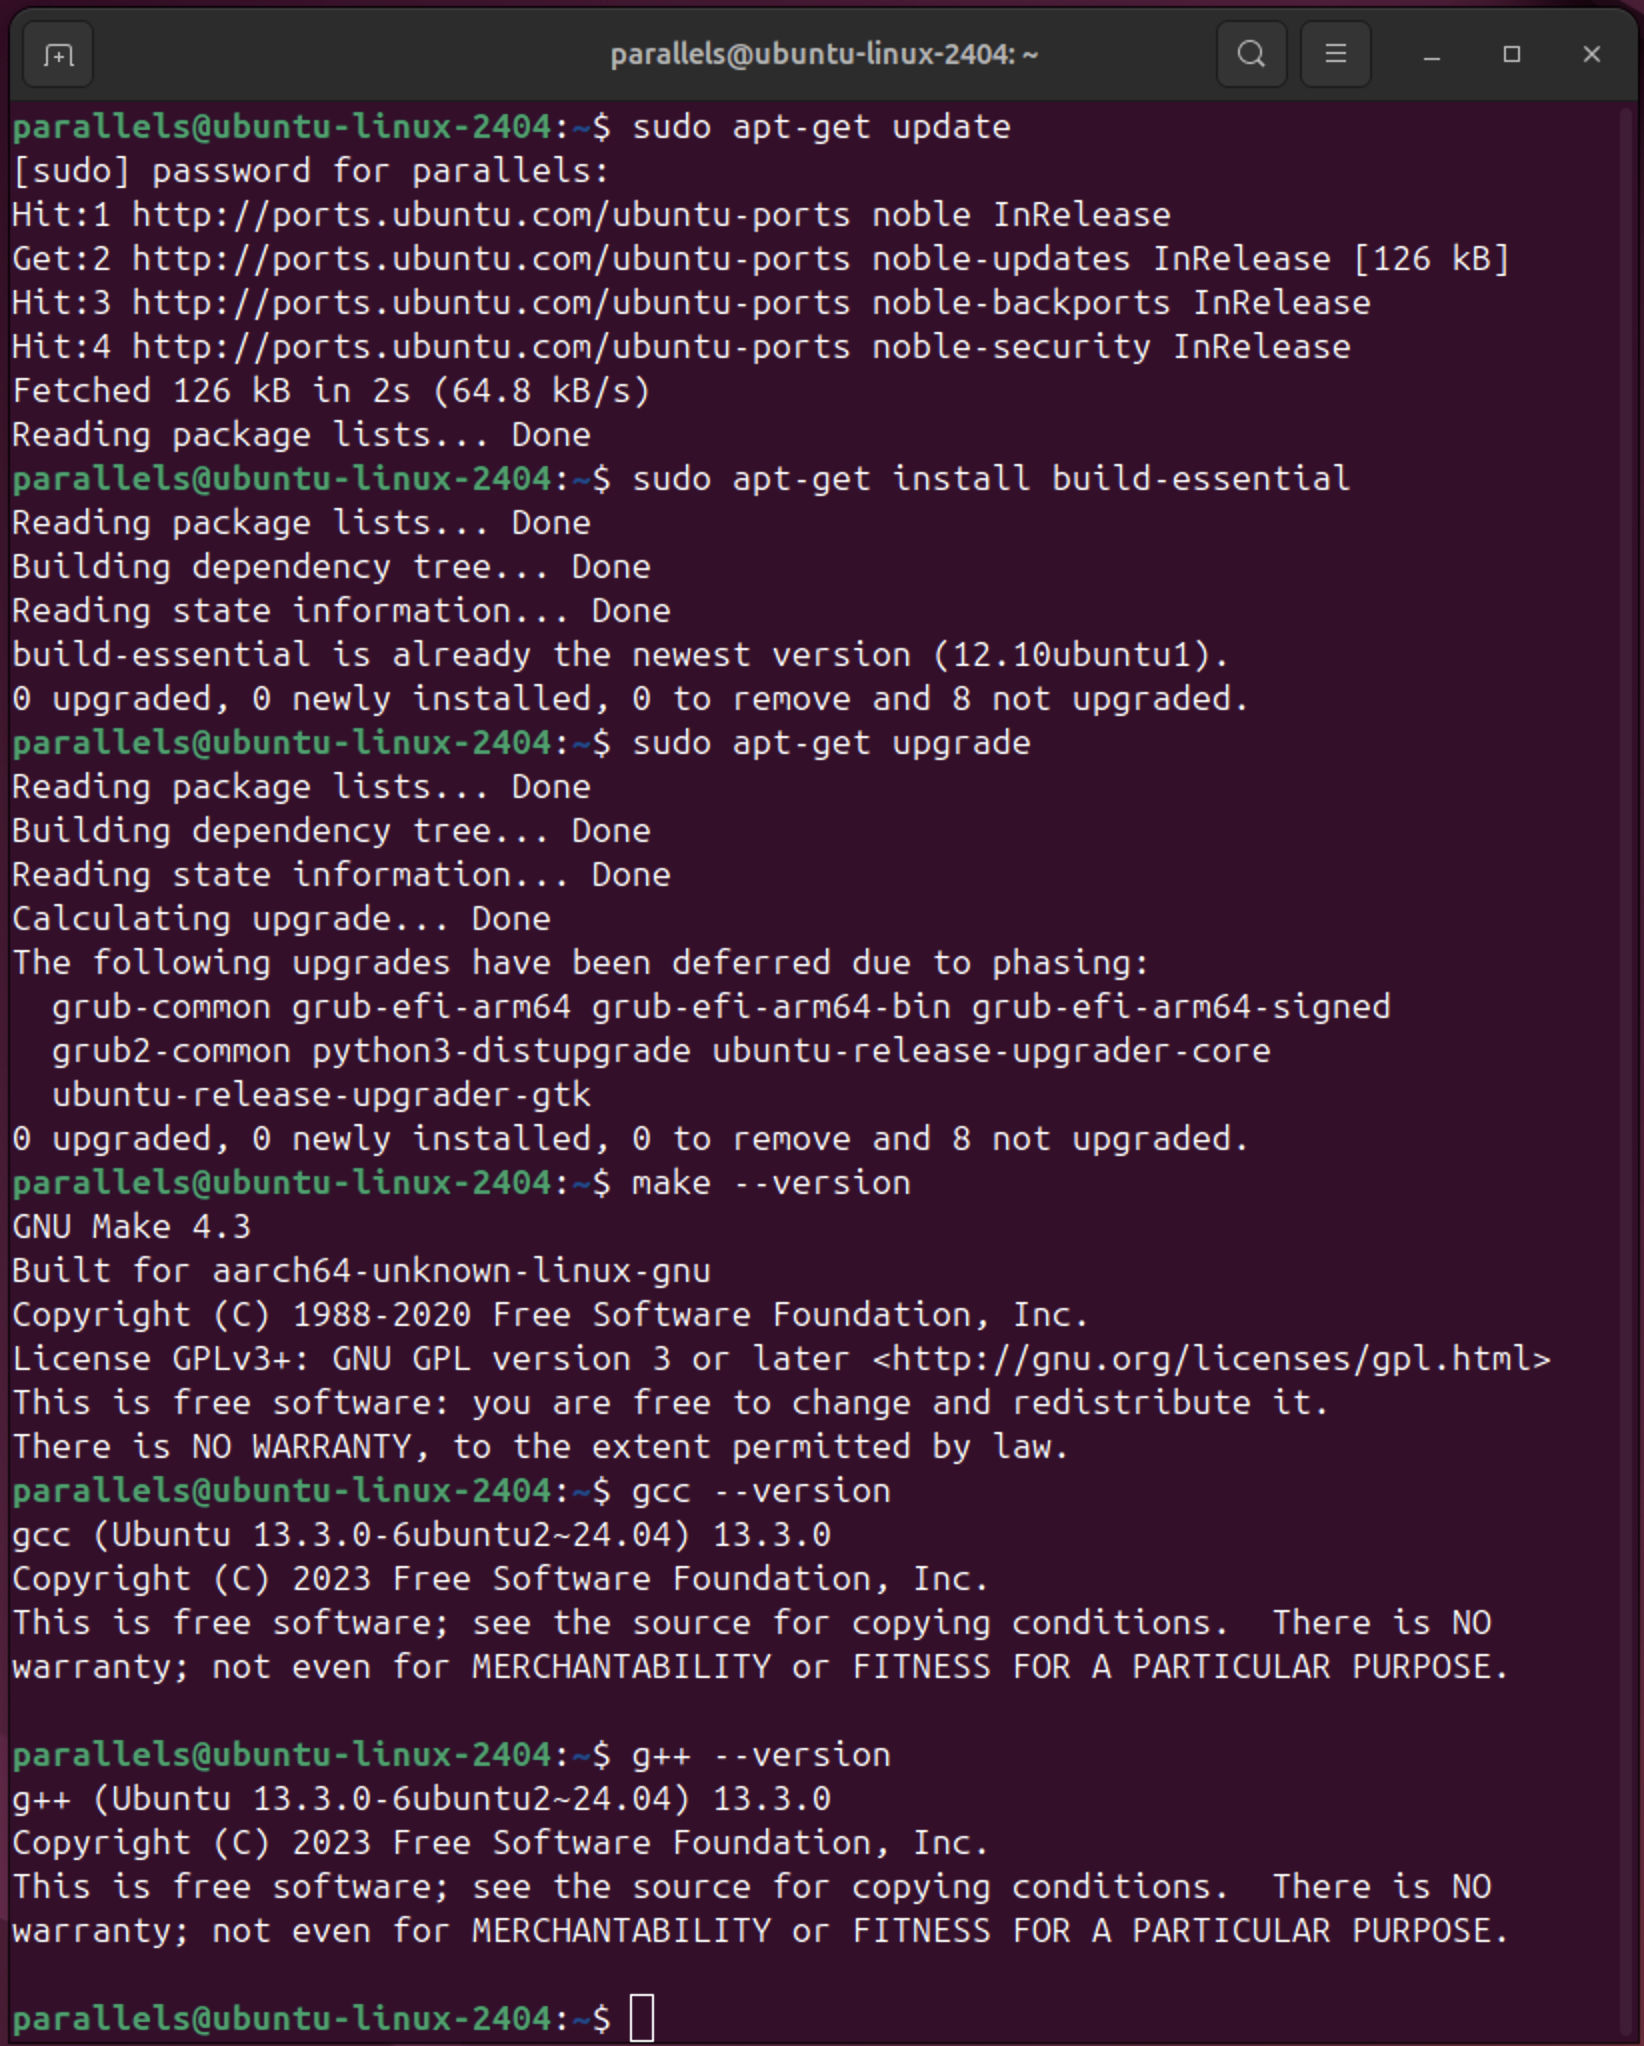 parallels@ubuntu-linux-2404: ~
parallels@ubuntu-linux-2404:~$ sudo apt-get update
[sudo] password for parallels:
Hit:1 http://ports.ubuntu.com/ubuntu-ports noble InRelease
Get:2 http://ports.ubuntu.com/ubuntu-ports noble-updates InRelease [126 kB]
Hit:3 http://ports.ubuntu.com/ubuntu-ports noble-backports InRelease
Hit:4 http://ports.ubuntu.com/ubuntu-ports noble-security InRelease
Fetched 126 kB in 2s (64.8 kB/s)
Reading package lists... Done
parallels@ubuntu-linux-2404:~$ sudo apt-get install build-essential
Reading package lists... Done
Building dependency tree... Done
Reading state information... Done
build-essential is already the newest version (12.10ubuntu1).
0 upgraded, 0 newly installed, 0 to remove and 8 not upgraded.
parallels@ubuntu-linux-2404:~$ sudo apt-get upgrade
Reading package lists... Done
Building dependency tree... Done
Reading state information... Done
Calculating upgrade... Done
The following upgrades have been deferred due to phasing:
  grub-common grub-efi-arm64 grub-efi-arm64-bin grub-efi-arm64-signed
  grub2-common python3-distupgrade ubuntu-release-upgrader-core
  ubuntu-release-upgrader-gtk
0 upgraded, 0 newly installed, 0 to remove and 8 not upgraded.
parallels@ubuntu-linux-2404:~$ make --version
GNU Make 4.3
Built for aarch64-unknown-linux-gnu
Copyright (C) 1988-2020 Free Software Foundation, Inc.
License GPLv3+: GNU GPL version 3 or later <http://gnu.org/licenses/gpl.html>
This is free software: you are free to change and redistribute it.
There is NO WARRANTY, to the extent permitted by law.
parallels@ubuntu-linux-2404:~$ gcc --version
gcc (Ubuntu 13.3.0-6ubuntu2~24.04) 13.3.0
Copyright (C) 2023 Free Software Foundation, Inc.
This is free software; see the source for copying conditions.  There is NO
warranty; not even for MERCHANTABILITY or FITNESS FOR A PARTICULAR PURPOSE.

parallels@ubuntu-linux-2404:~$ g++ --version
g++ (Ubuntu 13.3.0-6ubuntu2~24.04) 13.3.0
Copyright (C) 2023 Free Software Foundation, Inc.
This is free software; see the source for copying conditions.  There is NO
warranty; not even for MERCHANTABILITY or FITNESS FOR A PARTICULAR PURPOSE.

parallels@ubuntu-linux-2404:~$